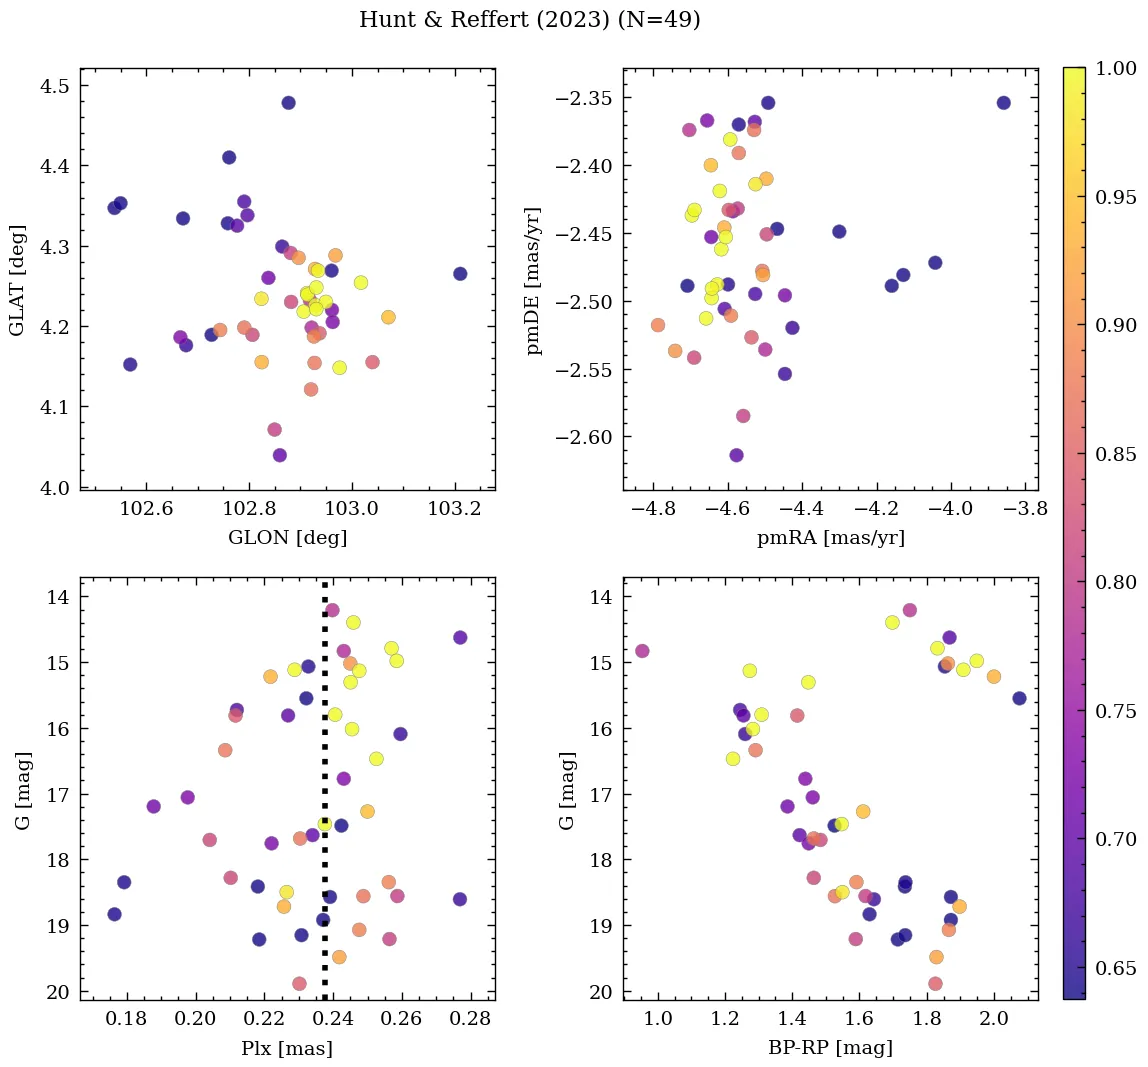 Hunt & Reffert (2023) (N=49)
4.5
4.4
4.3
4.2
4.1
4.0
GLAT [deg]
102.6 102.8 103.0 103.2
GLON [deg]
−2.35
−2.40
−2.45
−2.50
−2.55
−2.60
pmDE [mas/yr]
−4.8 −4.6 −4.4 −4.2 −4.0 −3.8
pmRA [mas/yr]
14
15
16
17
18
19
20
G [mag]
0.18 0.20 0.22 0.24 0.26 0.28
Plx [mas]
14
15
16
17
18
19
20
G [mag]
1.0 1.2 1.4 1.6 1.8 2.0
BP-RP [mag]
1.00
0.95
0.90
0.85
0.80
0.75
0.70
0.65